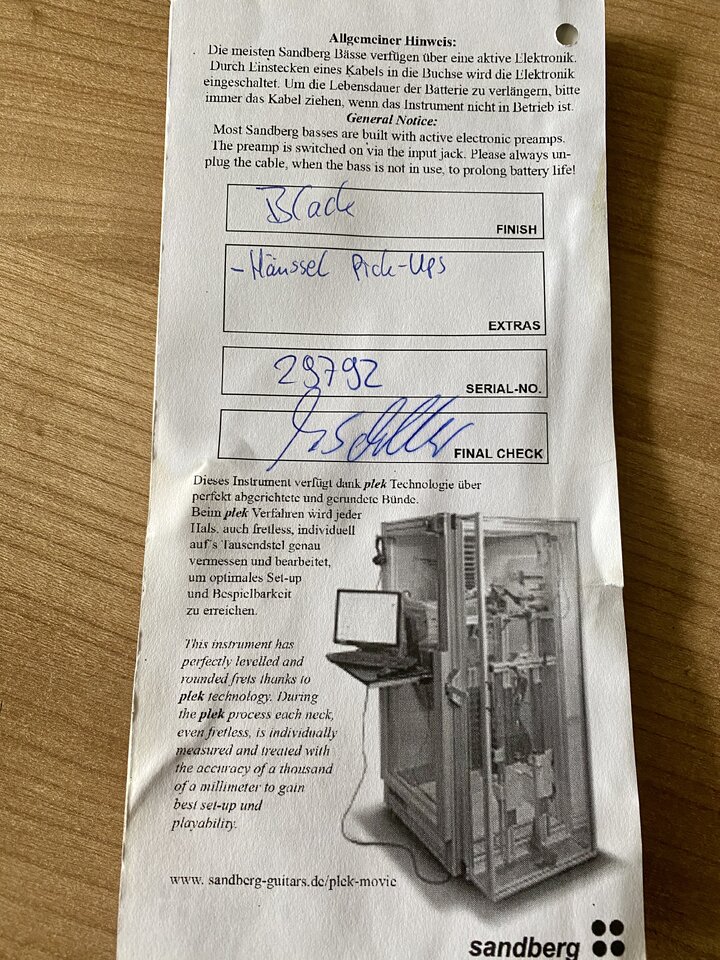 Allgemeiner Hinweis:
Die meisten Sandberg Bässe verfügen über eine aktive Elektronik.
Durch Einstecken eines Kabels in die Buchse wird die Elektronik
eingeschaltet. Um die Lebensdauer der Batterie zu verlängern, bitte
immer das Kabel ziehen, wenn das Instrument nicht in Betrieb ist.
General Notice:
Most Sandberg basses are built with active electronic preamps.
The preamp is switched on via the input jack. Please always un-
plug the cable, when the bass is not in use, to prolong battery life!
Black
FINISH
- Häussel Pick-Ups
EXTRAS
29792
SERIAL-NO.
FINAL CHECK
Dieses Instrument verfügt dank plek Technologie über
perfekt abgerichtete und gerundete Bünde.
Beim plek Verfahren wird jeder
Hals, auch fretless, individuell
auf's Tausendstel genau
vermessen und bearbeitet,
um optimales Set-up
und Bespielbarkeit
zu erreichen.
This instrument has
perfectly levelled and
rounded frets thanks to
plek technology. During
the plek process each neck,
even fretless, is individually
measured and treated with
the accuracy of a thousand
of a millimeter to gain
best set-up und
playability.
www. sandberg-guitars.de/plek-movie
sandberg